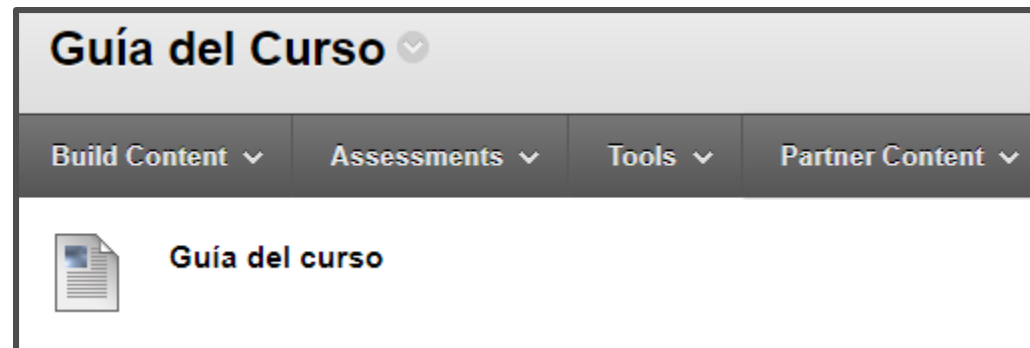 Guía del Curso
Build Content Assessments Tools Partner Content
Guía del curso